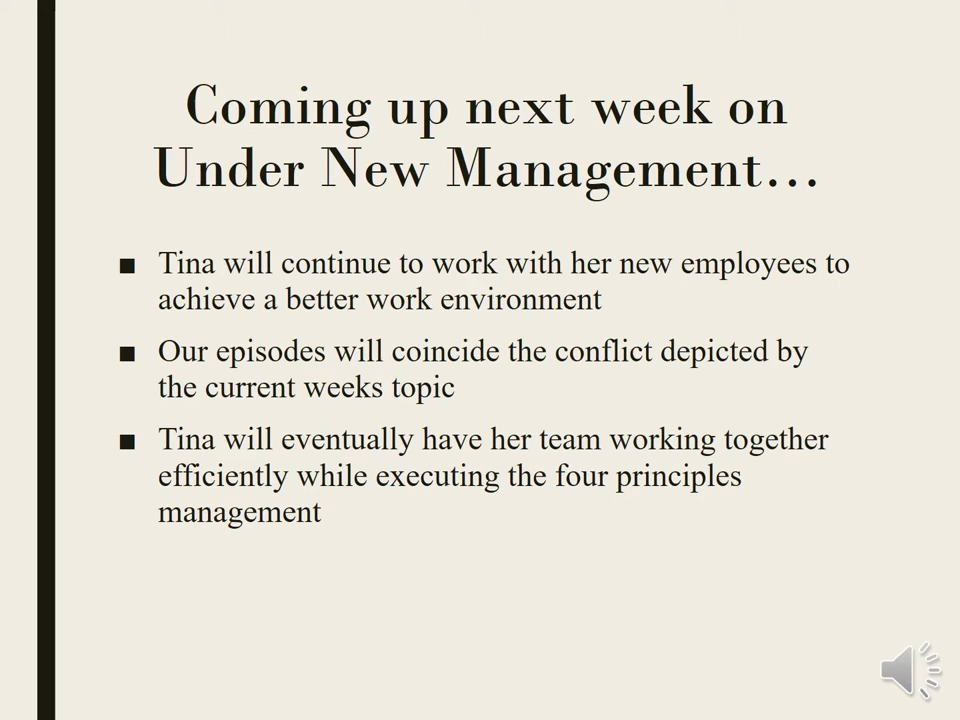 Coming up next week on
Under New Management...
■ Tina will continue to work with her new employees to
achieve a better work environment
■ Our episodes will coincide the conflict depicted by
the current weeks topic
■ Tina will eventually have her team working together
efficiently while executing the four principles
management